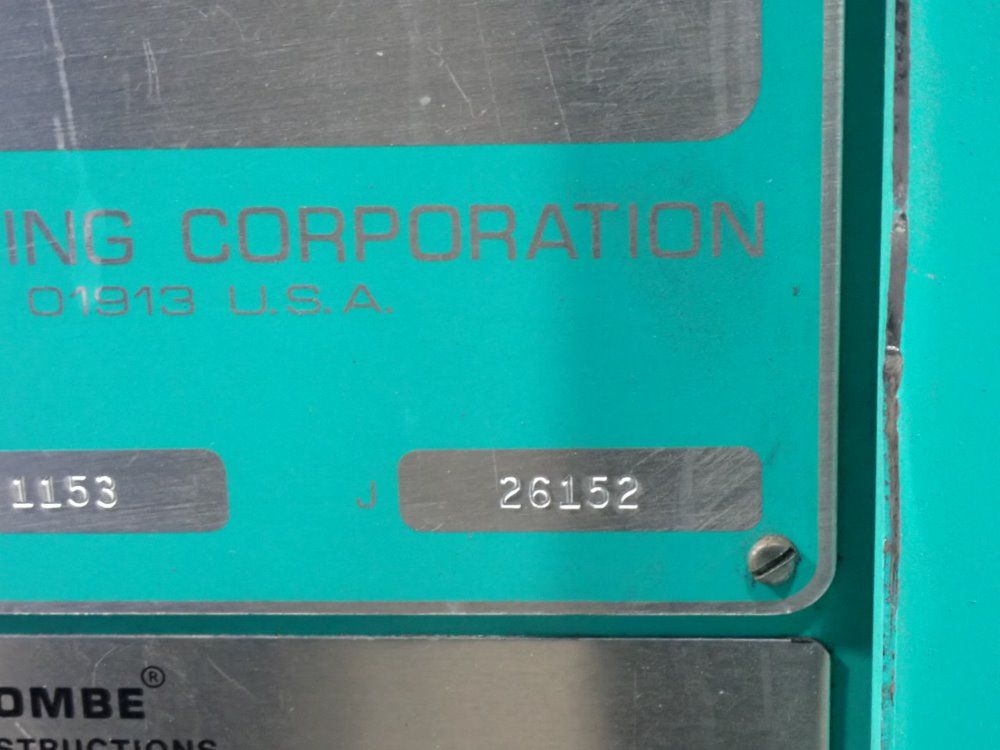 ING CORPORATION
01913 U.S.A.
1153 J 26152
OMBE®
STRUCTIONS